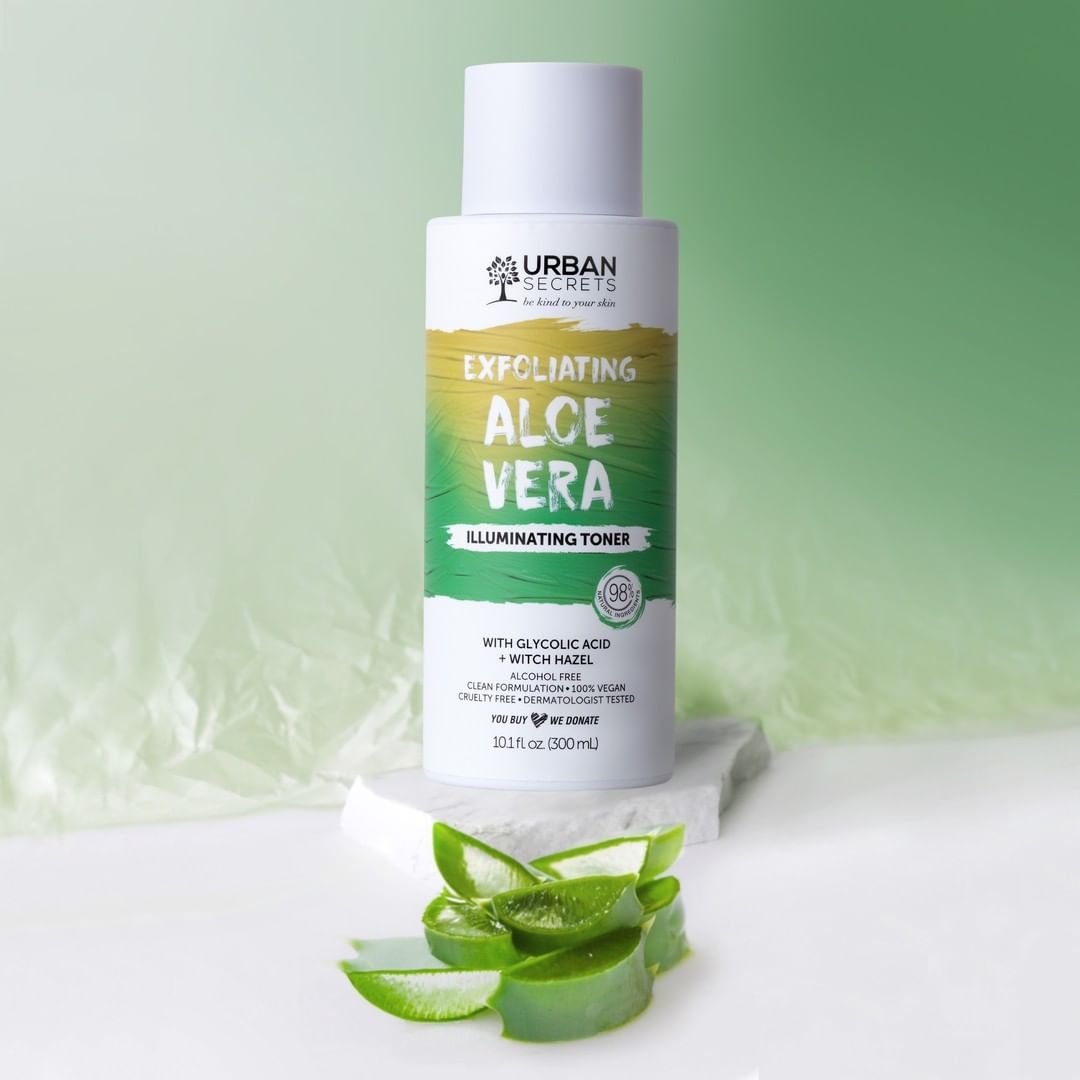 URBAN
SECRETS
be kind to your skin
EXFOLIATING
ALOE
VERA
ILLUMINATING TONER
98%
NATURAL INGREDIENTS
WITH GLYCOLIC ACID
+ WITCH HAZEL
ALCOHOL FREE
CLEAN FORMULATION • 100% VEGAN
CRUELTY FREE • DERMATOLOGIST TESTED
YOU BUY WE DONATE
10.1 fl. oz. (300 mL)